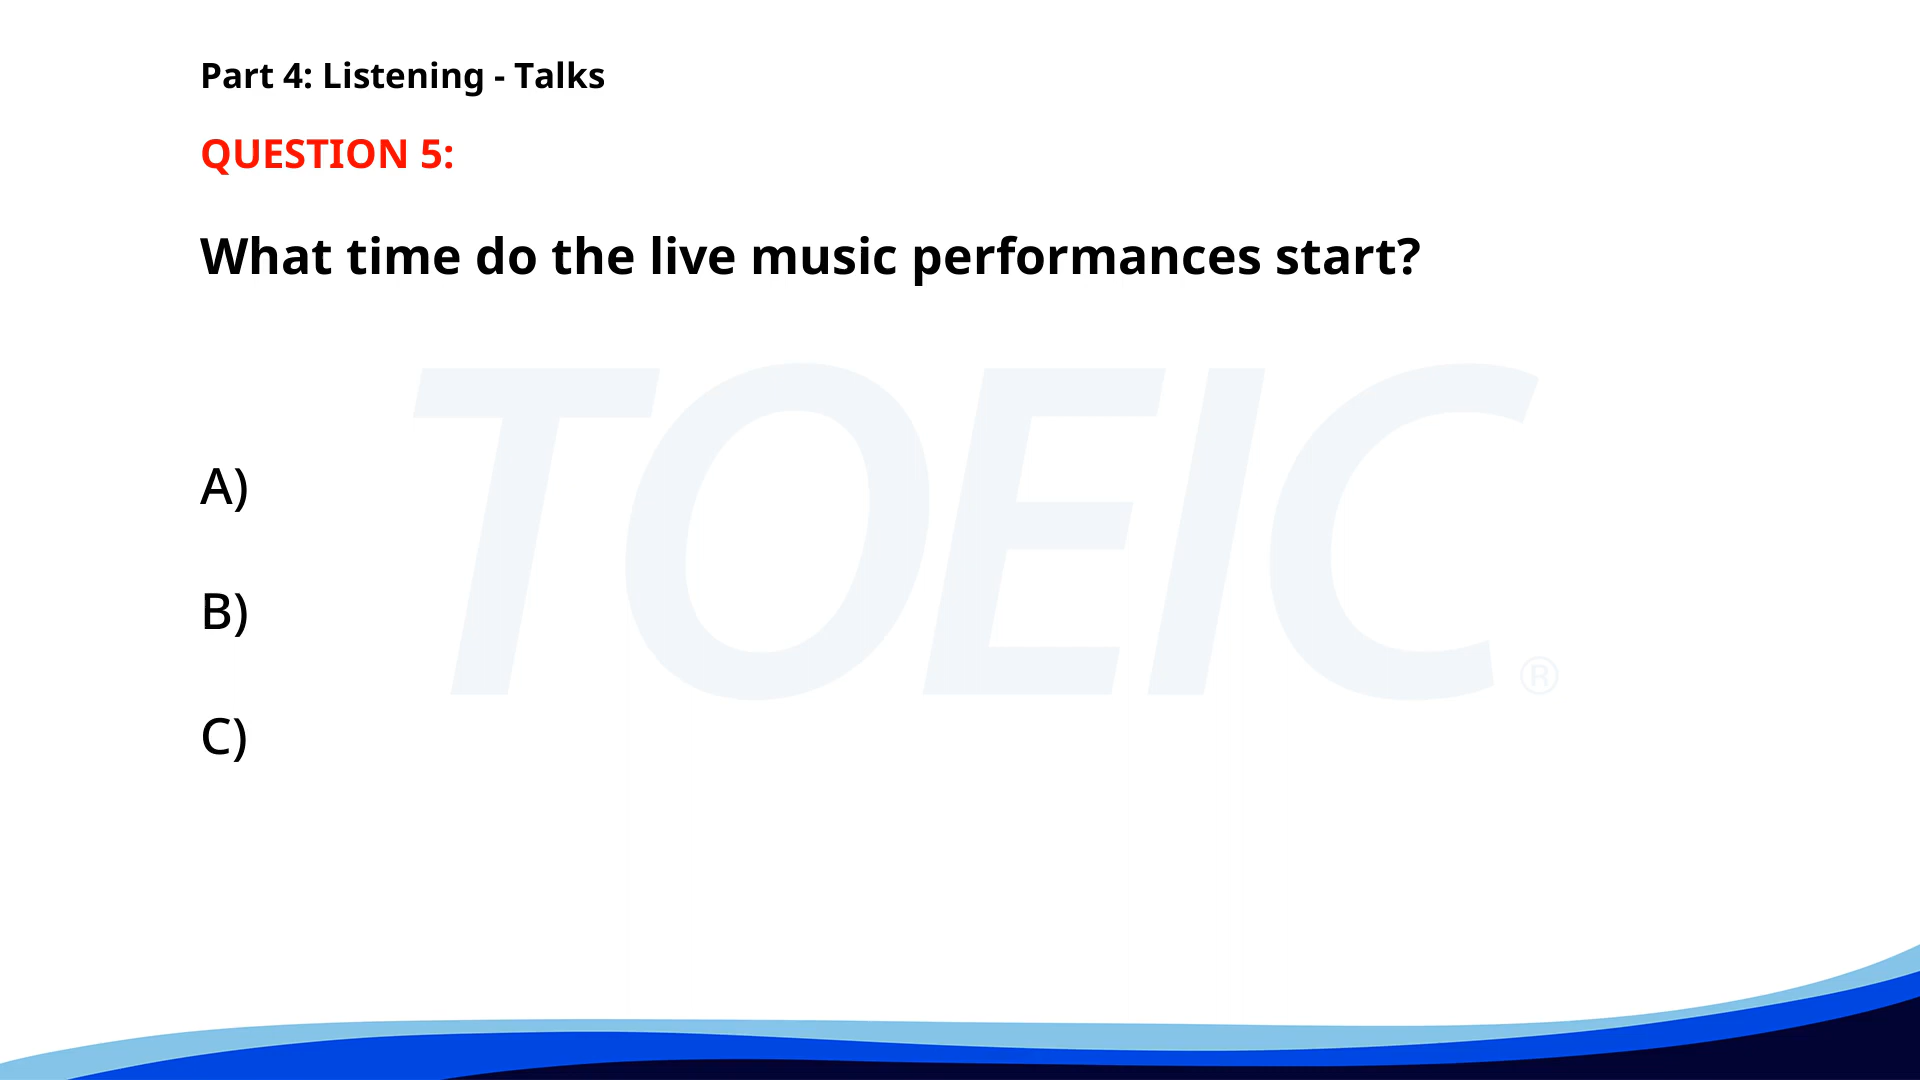 Part 4: Listening - Talks
QUESTION 5:
What time do the live music performances start?
TOEIC®
A)
B)
C)